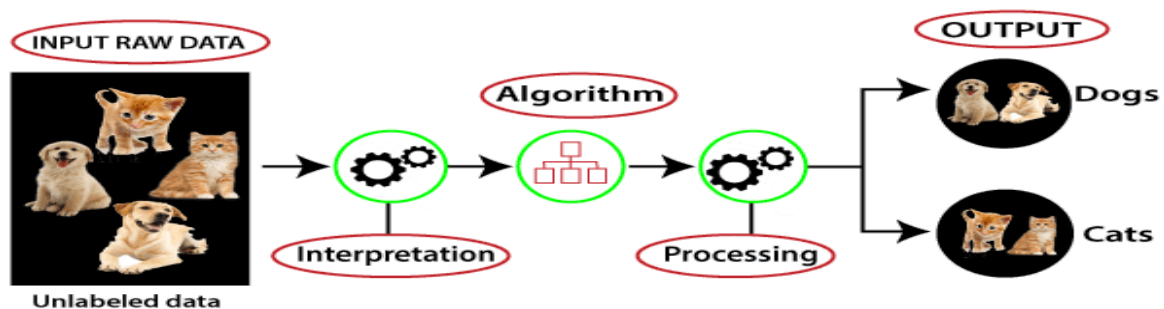 INPUT RAW DATA
Unlabeled data
Interpretation
Algorithm
Processing
OUTPUT
Dogs
Cats